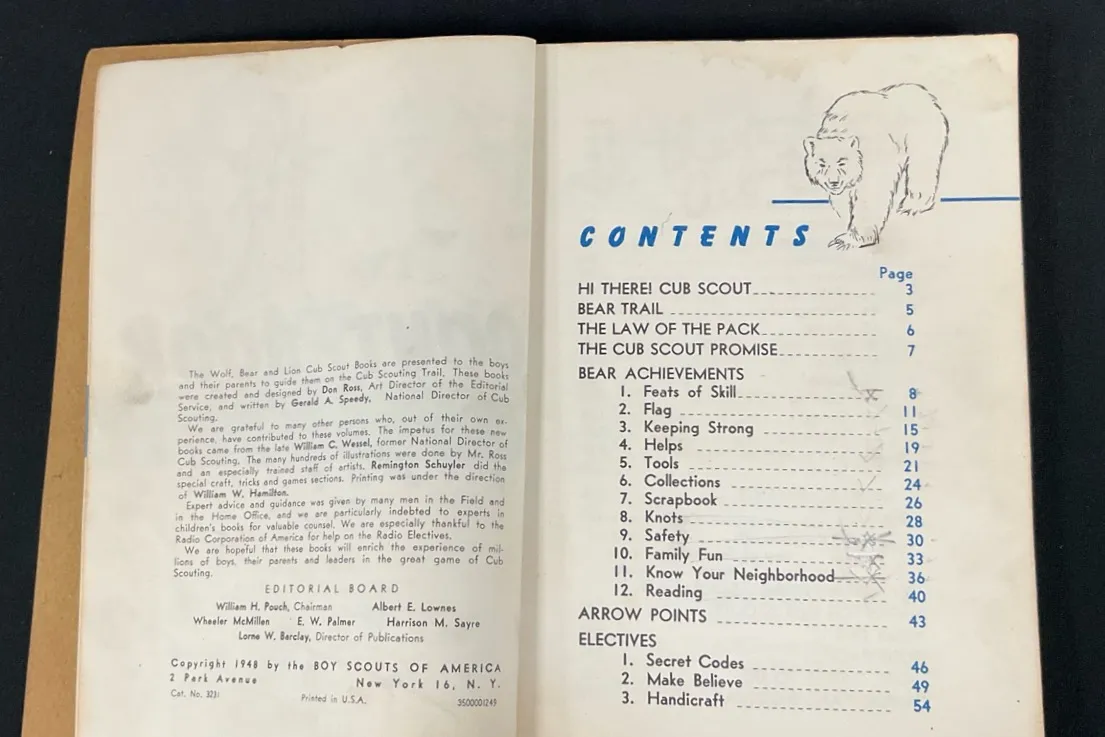 The Wolf, Bear and Lion Cub Scout Books are presented to the boys
and their parents to guide them on the Cub Scouting Trail. These books
were created and designed by Don Ross, Art Director of the Editorial
Service, and written by Gerald A. Speedy, National Director of Cub
Scouting.
We are grateful to many other persons who, out of their own ex-
perience, have contributed to these volumes. The impetus for these new
books came from the late William C. Wessel, former National Director of
Cub Scouting. The many hundreds of illustrations were done by Mr. Ross
and an especially trained staff of artists. Remington Schuyler did the
special craft, tricks and games sections. Printing was under the direction
of William W. Hamilton.
Expert advice and guidance was given by many men in the Field and
in the Home Office, and we are particularly indebted to experts in
children's books for valuable counsel. We are especially thankful to the
Radio Corporation of America for help on the Radio Electives.
We are hopeful that these books will enrich the experience of mil-
lions of boys, their parents and leaders in the great game of Cub
Scouting.
EDITORIAL BOARD
William H. Pouch, Chairman Albert E. Lownes
Wheeler McMillen E. W. Palmer Harrison M. Sayre
Lorne W. Barclay, Director of Publications
Copyright 1948 by the BOY SCOUTS OF AMERICA
2 Park Avenue New York 16, N. Y.
Cat. No. 3231 Printed in U.S.A. 3500001249
CONTENTS
Page
HI THERE! CUB SCOUT 3
BEAR TRAIL 5
THE LAW OF THE PACK 6
THE CUB SCOUT PROMISE 7
BEAR ACHIEVEMENTS
1. Feats of Skill 8
2. Flag 11
3. Keeping Strong 15
4. Helps 19
5. Tools 21
6. Collections 24
7. Scrapbook 26
8. Knots 28
9. Safety 30
10. Family Fun 33
11. Know Your Neighborhood 36
12. Reading 40
ARROW POINTS 43
ELECTIVES
1. Secret Codes 46
2. Make Believe 49
3. Handicraft 54